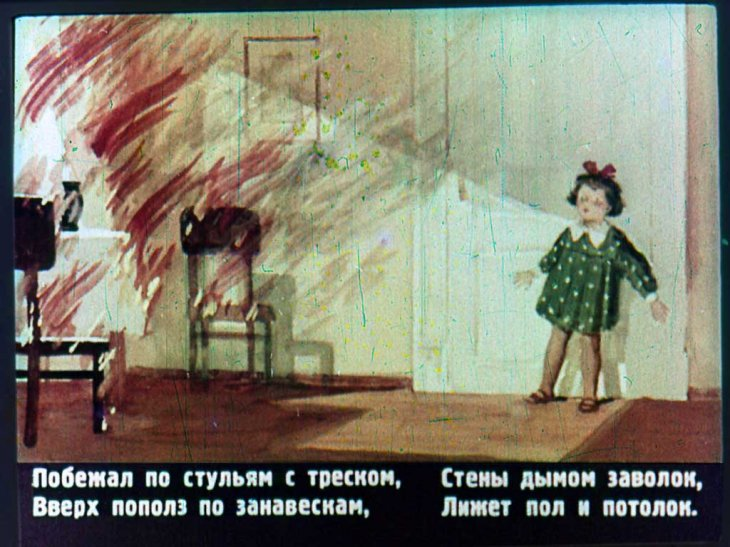 Побежал по стульям с треском,
Вверх пополз по занавескам,
Стены дымом заволок,
Лижет пол и потолок.